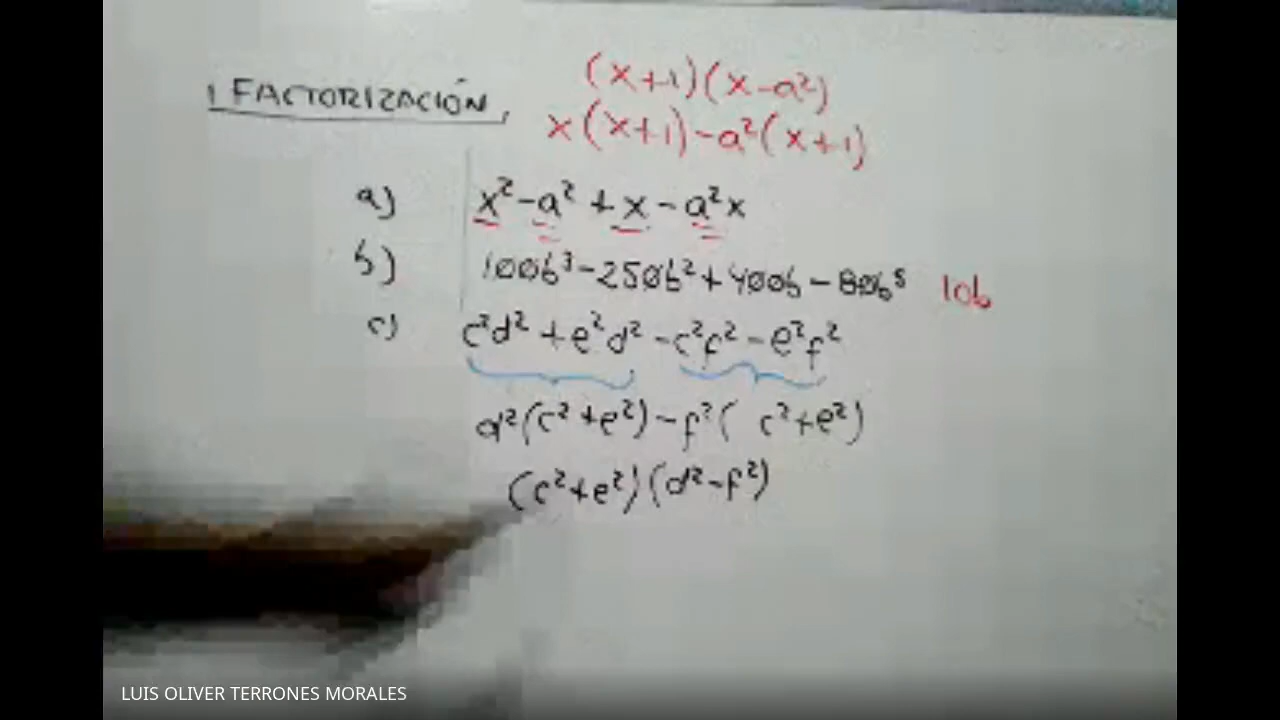 1 FACTORIZACIÓN
(x+1)(x-a²)
x(x+1)-a²(x+1)
a) x²-a²+x-a²x
b) 100b³-250b²+400b-80b⁵ 10b
c) c²d²+e²d²-c²f²-e²f²
d²(c²+e²)-f²( c²+e²)
(c²+e²)(d²-f²)
LUIS OLIVER TERRONES MORALES